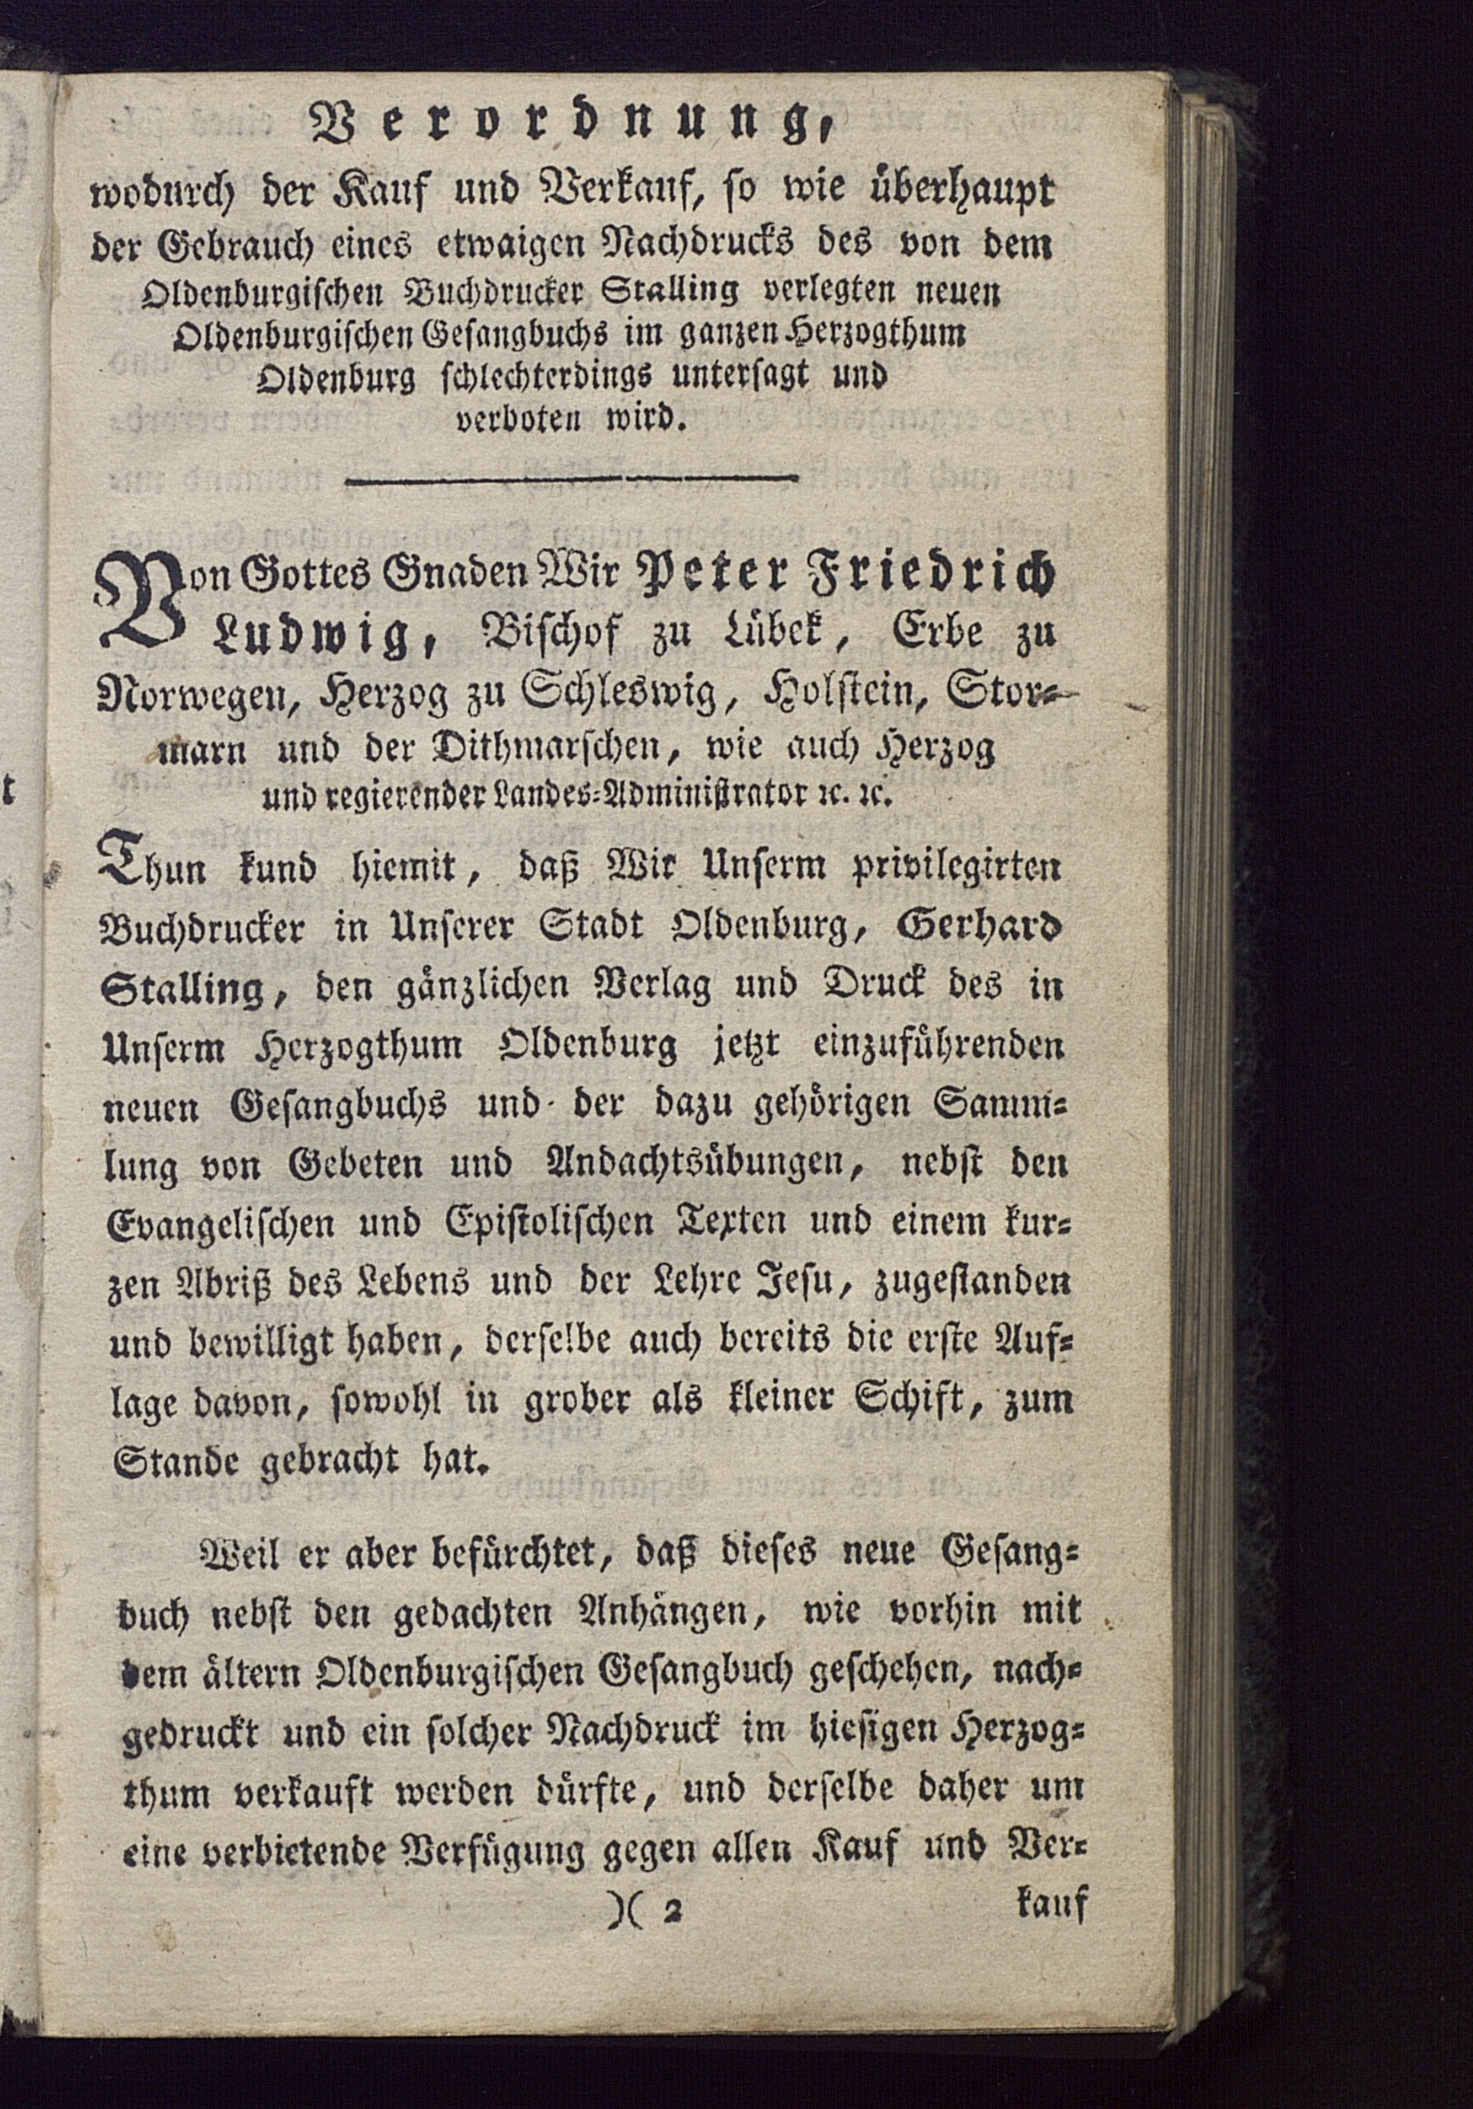 Verordnung,
wodurch der Kauf und Verkauf, so wie überhaupt
der Gebrauch eines etwaigen Nachdrucks des von dem
Oldenburgischen Buchdrucker Stalling verlegten neuen
Oldenburgischen Gesangbuchs im ganzen Herzogthum
Oldenburg schlechterdings untersagt und
verboten wird.
Von Gottes Gnaden Wir Peter Friedrich
Ludwig, Bischof zu Lübek, Erbe zu
Norwegen, Herzog zu Schleswig, Holstein, Stor=
marn und der Dithmarschen, wie auch Herzog
und regierender Landes=Administrator ꝛc. ꝛc.
Thun kund hiemit, daß Wir Unserm privilegirten
Buchdrucker in Unserer Stadt Oldenburg, Gerhard
Stalling, den gänzlichen Verlag und Druck des in
Unserm Herzogthum Oldenburg jetzt einzuführenden
neuen Gesangbuchs und der dazu gehörigen Samm=
lung von Gebeten und Andachtsübungen, nebst den
Evangelischen und Epistolischen Texten und einem kur=
zen Abriß des Lebens und der Lehre Jesu, zugestanden
und bewilligt haben, derselbe auch bereits die erste Auf=
lage davon, sowohl in grober als kleiner Schift, zum
Stande gebracht hat.
Weil er aber befürchtet, daß dieses neue Gesang=
buch nebst den gedachten Anhängen, wie vorhin mit
dem ältern Oldenburgischen Gesangbuch geschehen, nach=
gedruckt und ein solcher Nachdruck im hiesigen Herzog=
thum verkauft werden dürfte, und derselbe daher um
eine verbietende Verfügung gegen allen Kauf und Ver=
)( 2 kauf